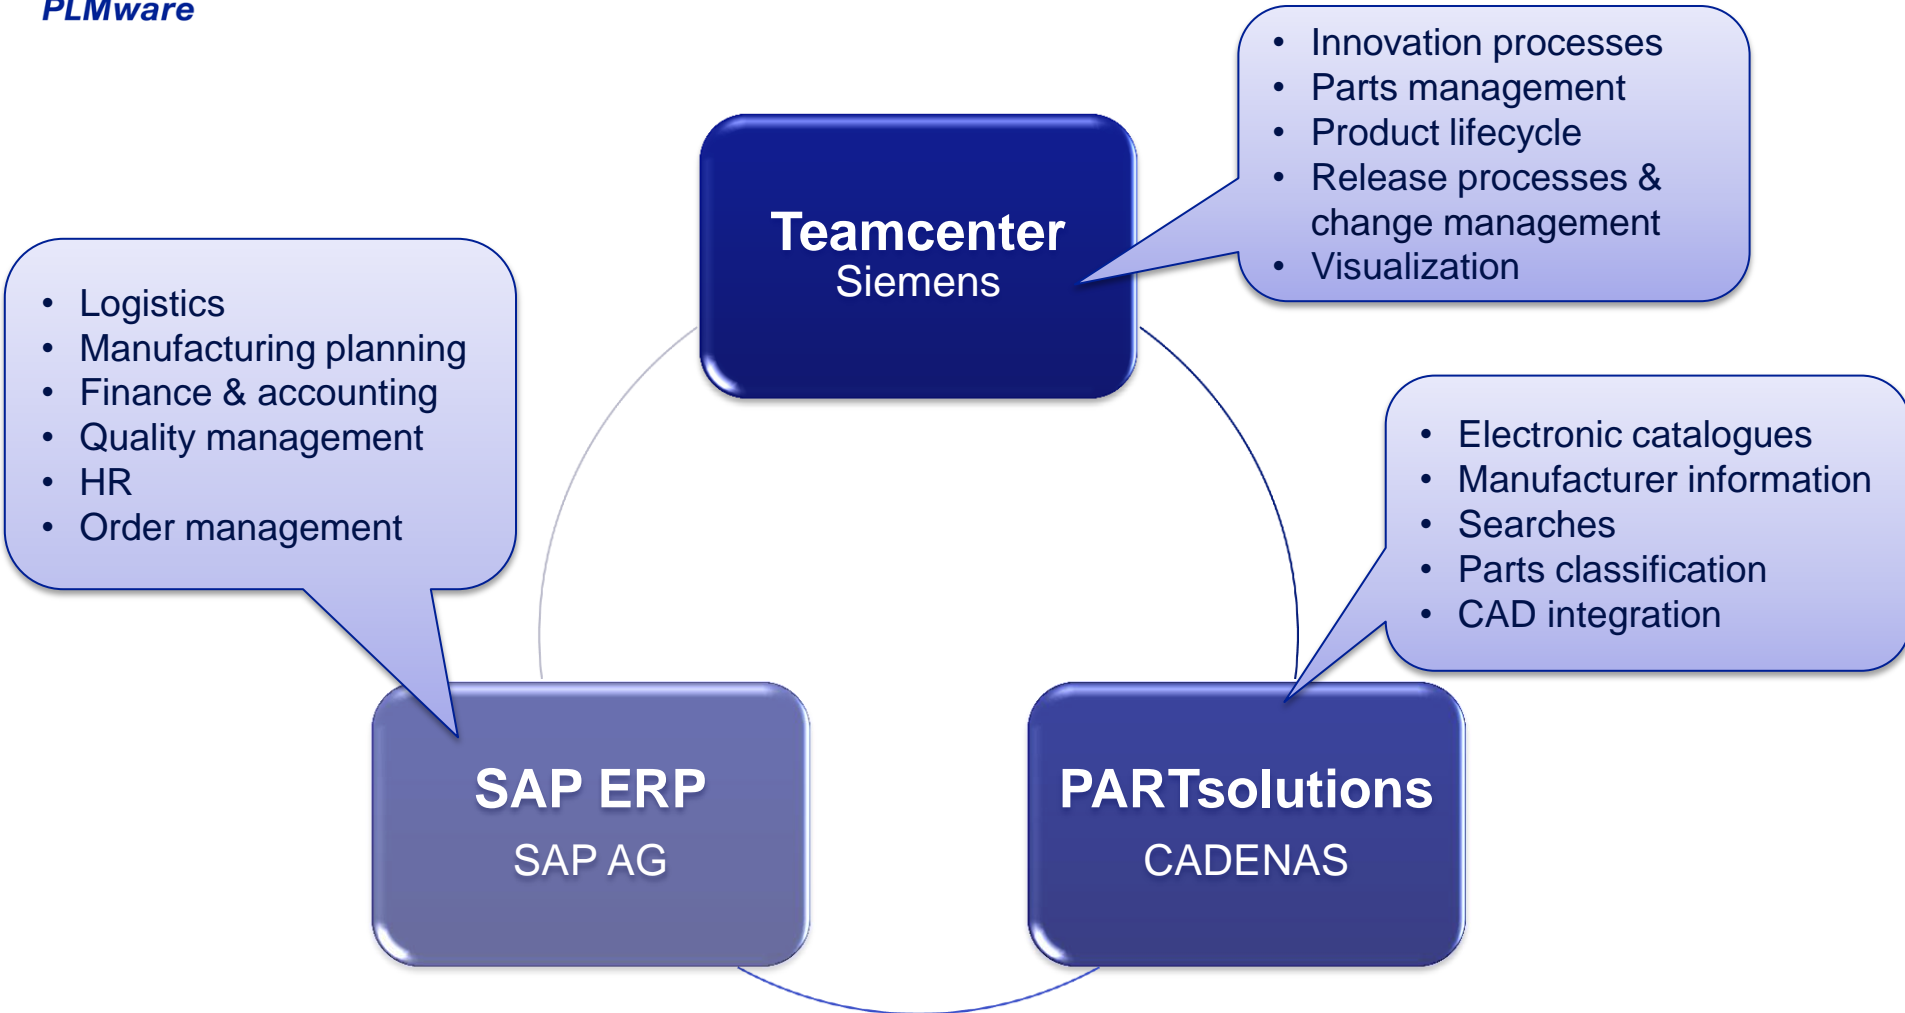 PLMware
• Innovation processes
• Parts management
• Product lifecycle
• Release processes &
change management
• Visualization
Teamcenter
Siemens
• Logistics
• Manufacturing planning
• Finance & accounting
• Quality management
• HR
• Order management
• Electronic catalogues
• Manufacturer information
• Searches
• Parts classification
• CAD integration
SAP ERP
SAP AG
PARTsolutions
CADENAS